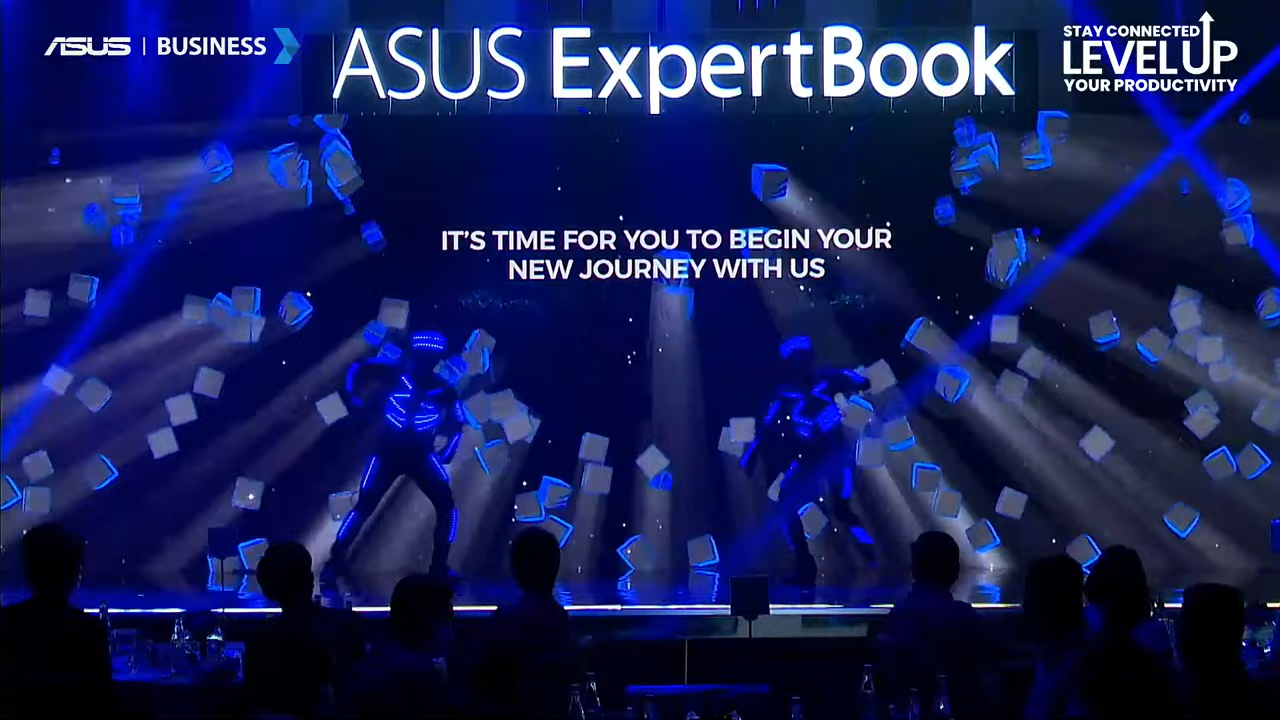 ASUS | BUSINESS
ASUS ExpertBook
STAY CONNECTED
LEVEL UP
YOUR PRODUCTIVITY
IT'S TIME FOR YOU TO BEGIN YOUR
NEW JOURNEY WITH US